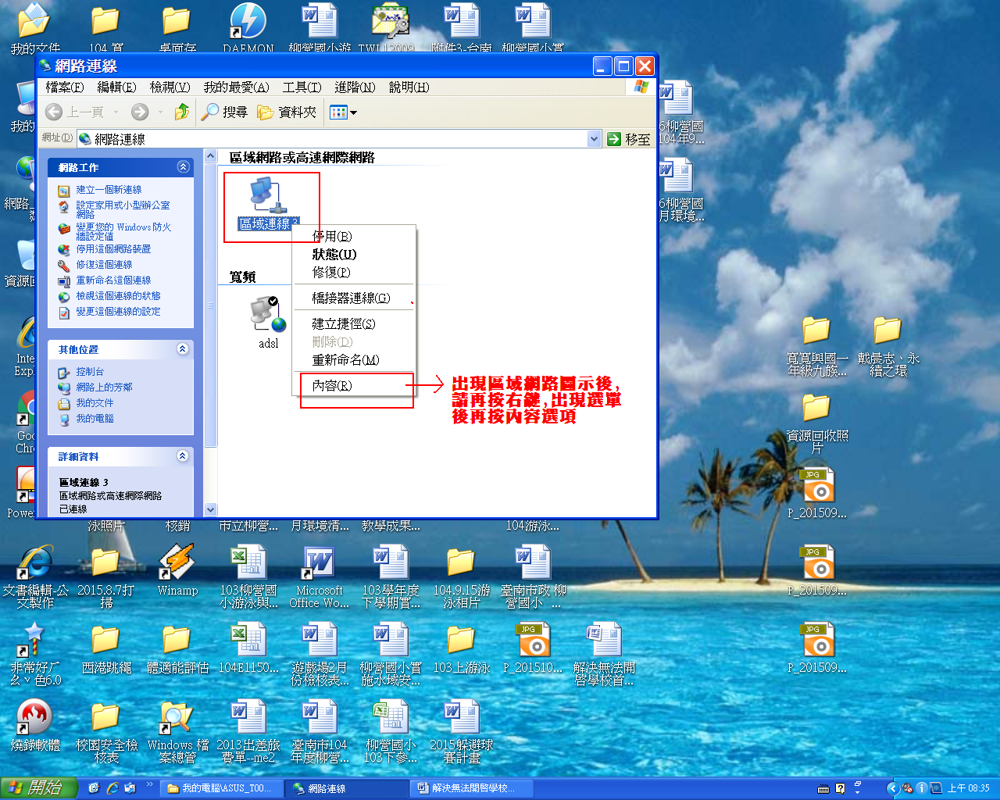 我的文件
104 寶
桌面存
DAEMON
柳營國小游
TWL12009
附件3-台南
柳營國小實
網路連線
檔案(F) 編輯(E) 檢視(V) 我的最愛(A) 工具(T) 進階(N) 說明(H)
上一頁 搜尋 資料夾
網址(D) 網路連線 移至
網路工作
建立一個新連線
設定家用或小型辦公室
網路
變更您的 Windows 防火
牆設定值
停用這個網路裝置
修復這個連線
重新命名這個連線
檢視這個連線的狀態
變更這個連線的設定
其他位置
控制台
網路上的芳鄰
我的文件
我的電腦
詳細資料
區域連線 3
區域網路或高速網際網路
已連線
區域網路或高速網際網路
區域連線 3
寬頻
adsl
停用(B)
狀態(U)
修復(P)
橋接器連線(G)
建立捷徑(S)
刪除(D)
重新命名(M)
內容(R)
出現區域網路圖示後,
請再按右鍵,出現選單
後再按內容選項
我的
網路_
資源回
Inte
Exp
Goo
Chr
Powe
6柳營國
104年9...
6柳營國
月環境...
寬寬與國一
年級九族...
戴晨志、永
續之環
資源回收照
片
JPG
P_201509...
泳照片
核銷
市立柳營...
月環境清...
教學成果...
104游泳...
文書編輯-公
文製作
2015.8.7打
掃
Winamp
103柳營國
小游泳與...
Microsoft
Office Wo...
103學年度
下學期實...
104.9.15游
泳相片
臺南市政 柳
營國小 ...
JPG
P_201509...
非常好ㄏ
ㄠヽ色6.0
西港跳繩
體適能評估
104E1150...
遊戲場2月
份檢核表...
柳營國小實
施水域安...
103上游泳
JPG
P_201510...
解決無法開
啓學校首...
JPG
P_201509...
燒錄軟體
校園安全檢
核表
Windows 檔
案總管
2013出差旅
費單--me2
臺南市104
年度柳營...
柳營國小
103下參...
2015躲避球
賽計畫
開始
我的電腦\ASUS_T00...
網路連線
解決無法開啓學校...
上午 08:35